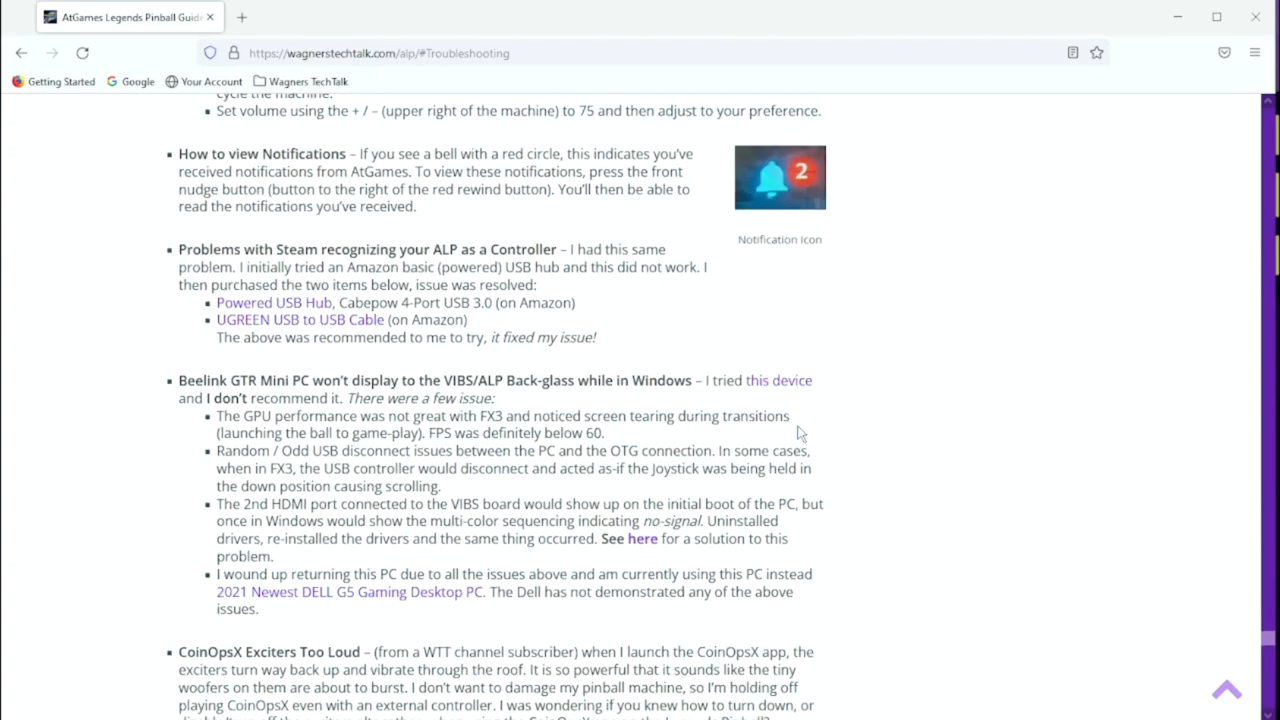 AtGames Legends Pinball Guide
https://wagnerstechtalk.com/alp/#Troubleshooting
Getting Started Google Your Account Wagners TechTalk
cycle the machine.
Set volume using the + / – (upper right of the machine) to 75 and then adjust to your preference.
How to view Notifications – If you see a bell with a red circle, this indicates you've
received notifications from AtGames. To view these notifications, press the front
nudge button (button to the right of the red rewind button). You'll then be able to
read the notifications you've received.
2
Notification Icon
Problems with Steam recognizing your ALP as a Controller – I had this same
problem. I initially tried an Amazon basic (powered) USB hub and this did not work. I
then purchased the two items below, issue was resolved:
Powered USB Hub, Cabepow 4-Port USB 3.0 (on Amazon)
UGREEN USB to USB Cable (on Amazon)
The above was recommended to me to try, it fixed my issue!
Beelink GTR Mini PC won't display to the VIBS/ALP Back-glass while in Windows – I tried this device
and I don't recommend it. There were a few issue:
The GPU performance was not great with FX3 and noticed screen tearing during transitions
(launching the ball to game-play). FPS was definitely below 60.
Random / Odd USB disconnect issues between the PC and the OTG connection. In some cases,
when in FX3, the USB controller would disconnect and acted as-if the Joystick was being held in
the down position causing scrolling.
The 2nd HDMI port connected to the VIBS board would show up on the initial boot of the PC, but
once in Windows would show the multi-color sequencing indicating no-signal. Uninstalled
drivers, re-installed the drivers and the same thing occurred. See here for a solution to this
problem.
I wound up returning this PC due to all the issues above and am currently using this PC instead
2021 Newest DELL G5 Gaming Desktop PC. The Dell has not demonstrated any of the above
issues.
CoinOpsX Exciters Too Loud – (from a WTT channel subscriber) when I launch the CoinOpsX app, the
exciters turn way back up and vibrate through the roof. It is so powerful that it sounds like the tiny
woofers on them are about to burst. I don't want to damage my pinball machine, so I'm holding off
playing CoinOpsX even with an external controller. I was wondering if you knew how to turn down, or